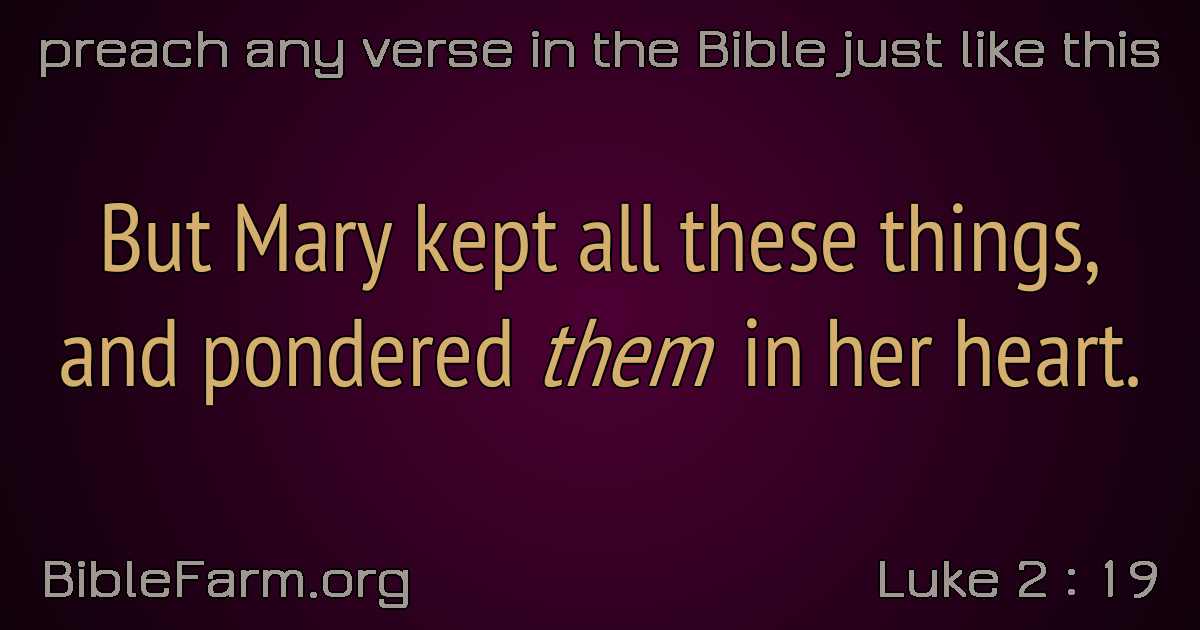 preach any verse in the Bible just like this
But Mary kept all these things,
and pondered them in her heart.
BibleFarm.org
Luke 2 : 19